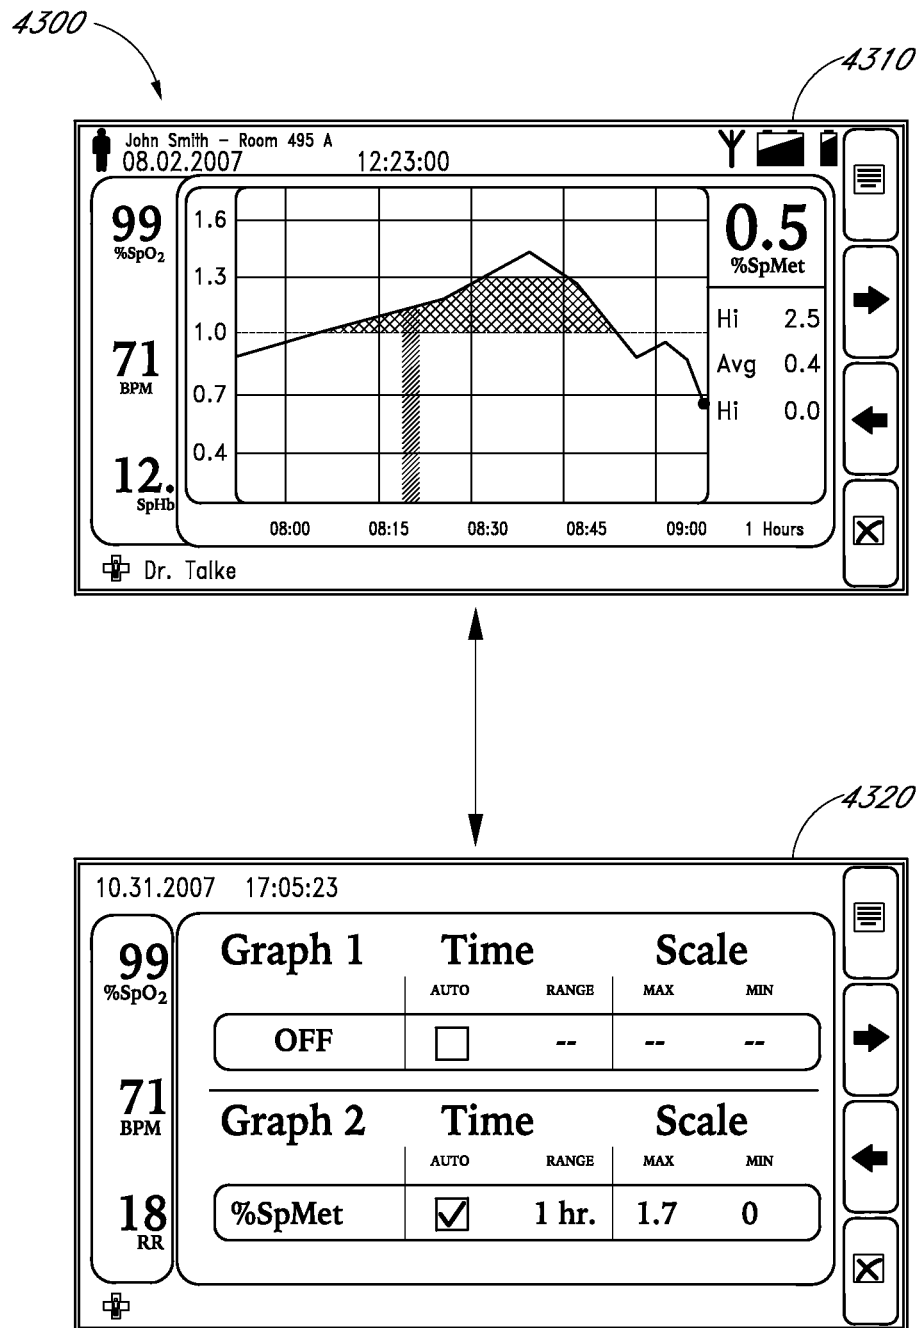 4300
4310
John Smith – Room 495 A
08.02.2007 12:23:00
99
%SpO2
71
BPM
12.
SpHb
1.6
1.3
1.0
0.7
0.4
08:00 08:15 08:30 08:45 09:00 1 Hours
0.5
%SpMet
Hi 2.5
Avg 0.4
Hi 0.0
Dr. Talke
4320
10.31.2007 17:05:23
99
%SpO2
71
BPM
18
RR
Graph 1 Time Scale
AUTO RANGE MAX MIN
OFF -- -- --
Graph 2 Time Scale
AUTO RANGE MAX MIN
%SpMet 1 hr. 1.7 0